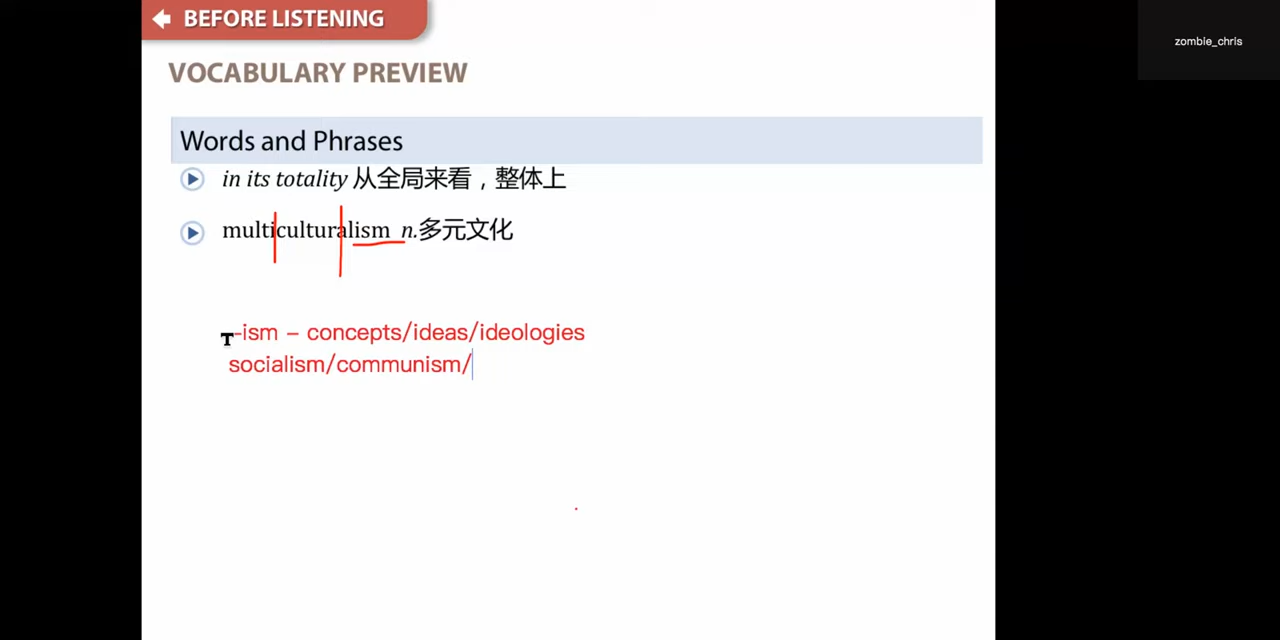 BEFORE LISTENING
zombie_chris
VOCABULARY PREVIEW
Words and Phrases
in its totality 从全局来看，整体上
multiculturalism n.多元文化
-ism – concepts/ideas/ideologies
socialism/communism/